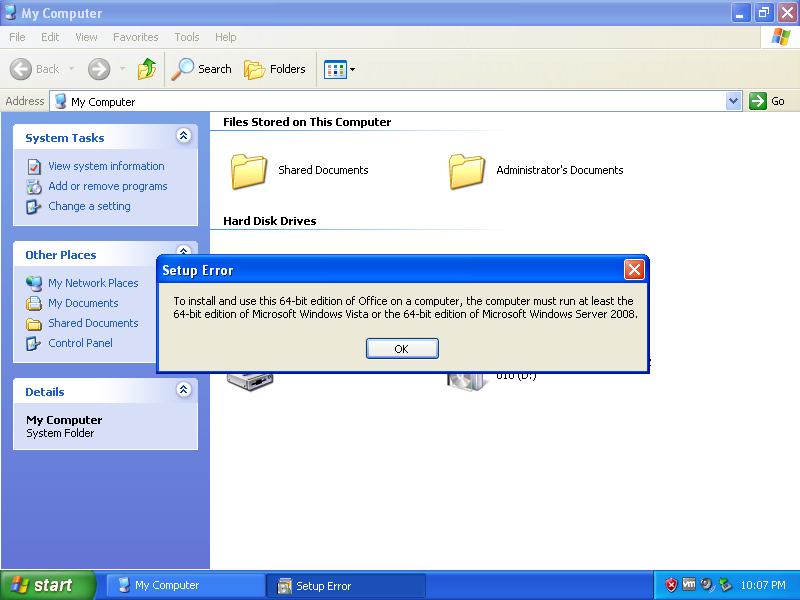 My Computer
File Edit View Favorites Tools Help
Back Search Folders
Address My Computer Go
System Tasks
View system information
Add or remove programs
Change a setting
Other Places
My Network Places
My Documents
Shared Documents
Control Panel
Details
My Computer
System Folder
Files Stored on This Computer
Shared Documents Administrator's Documents
Hard Disk Drives
Setup Error
To install and use this 64-bit edition of Office on a computer, the computer must run at least the
64-bit edition of Microsoft Windows Vista or the 64-bit edition of Microsoft Windows Server 2008.
OK
(D:)
start My Computer Setup Error vm 10:07 PM